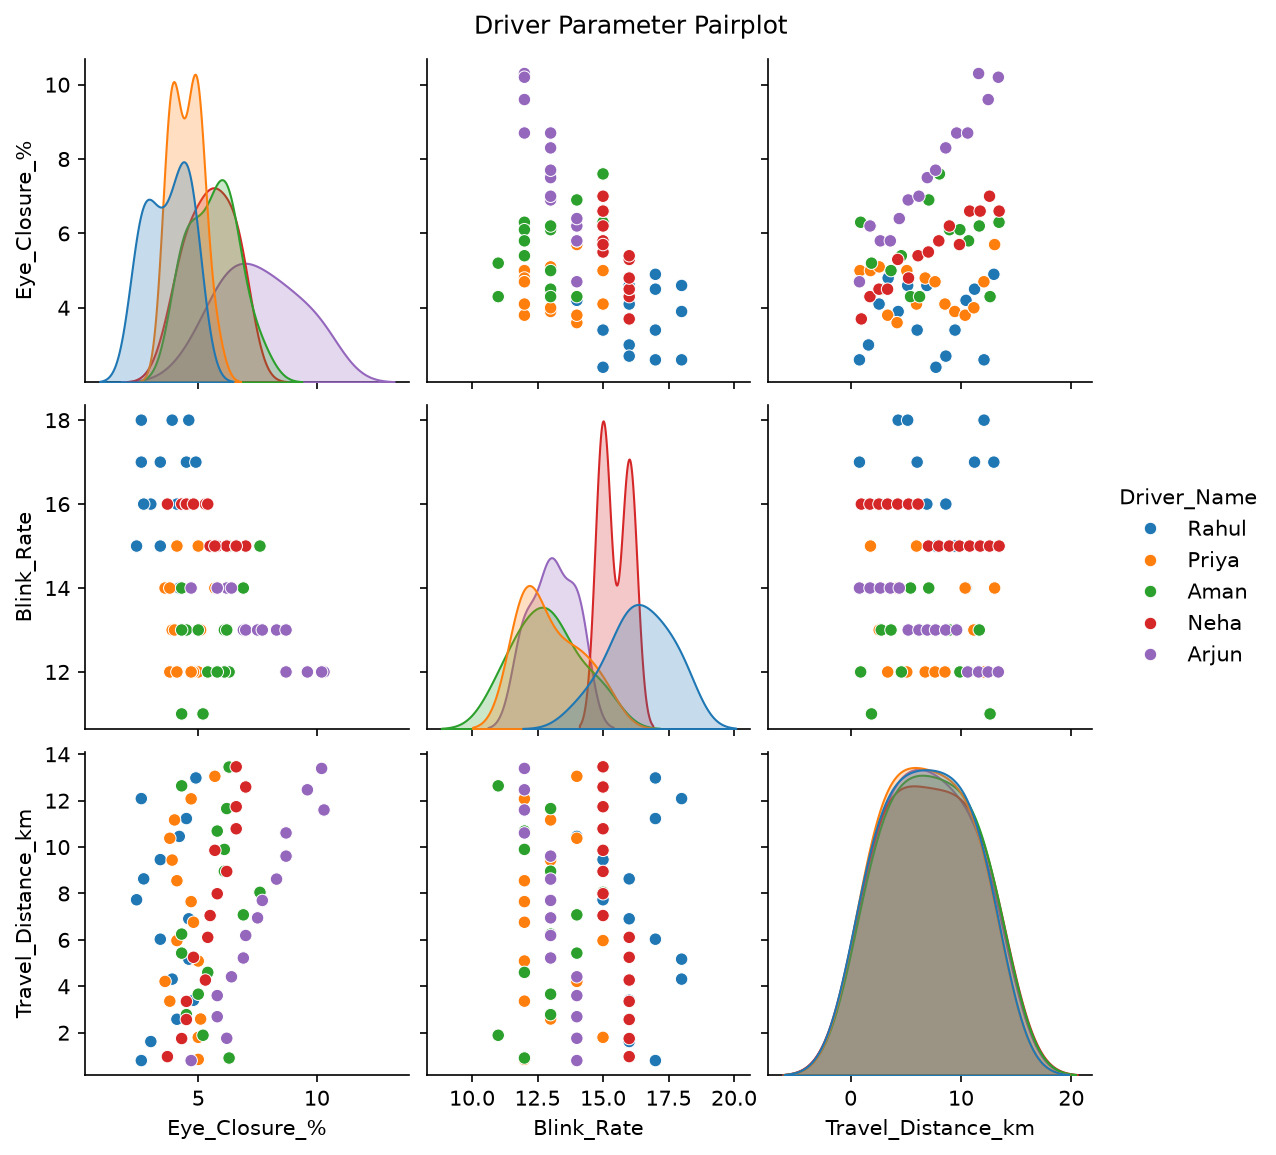 Driver Parameter Pairplot
Eye_Closure_%
10
8
6
4
Blink_Rate
18
16
14
12
Travel_Distance_km
14
12
10
8
6
4
2
5 10
Eye_Closure_%
10.0 12.5 15.0 17.5 20.0
Blink_Rate
0 10 20
Travel_Distance_km
Driver_Name
Rahul
Priya
Aman
Neha
Arjun